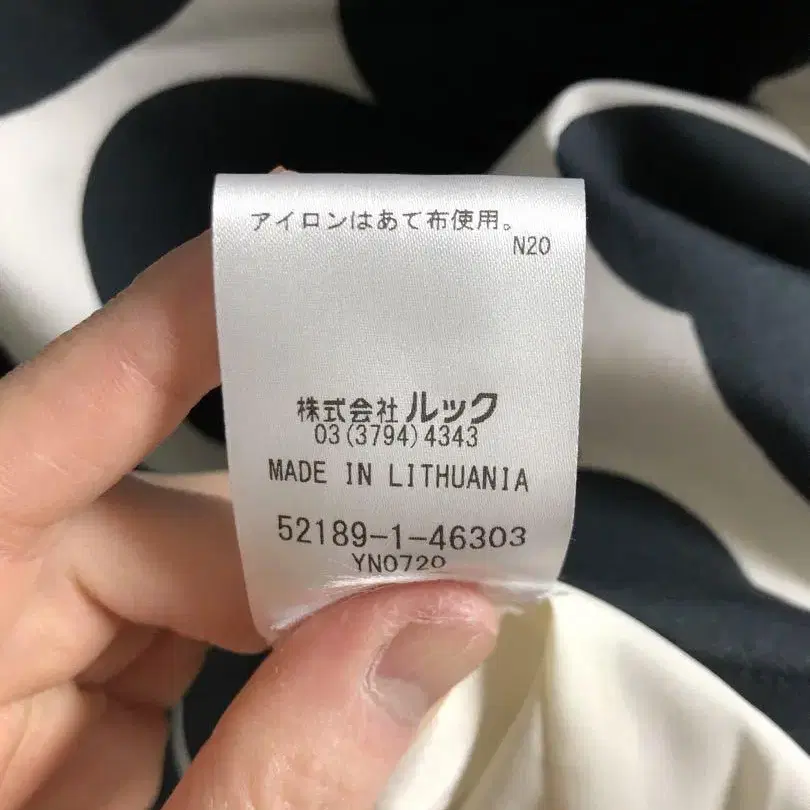 アイロンはあて布使用。
N20
株式会社 ルック
03(3794)4343
MADE IN LITHUANIA
52189-1-46303
YN0720